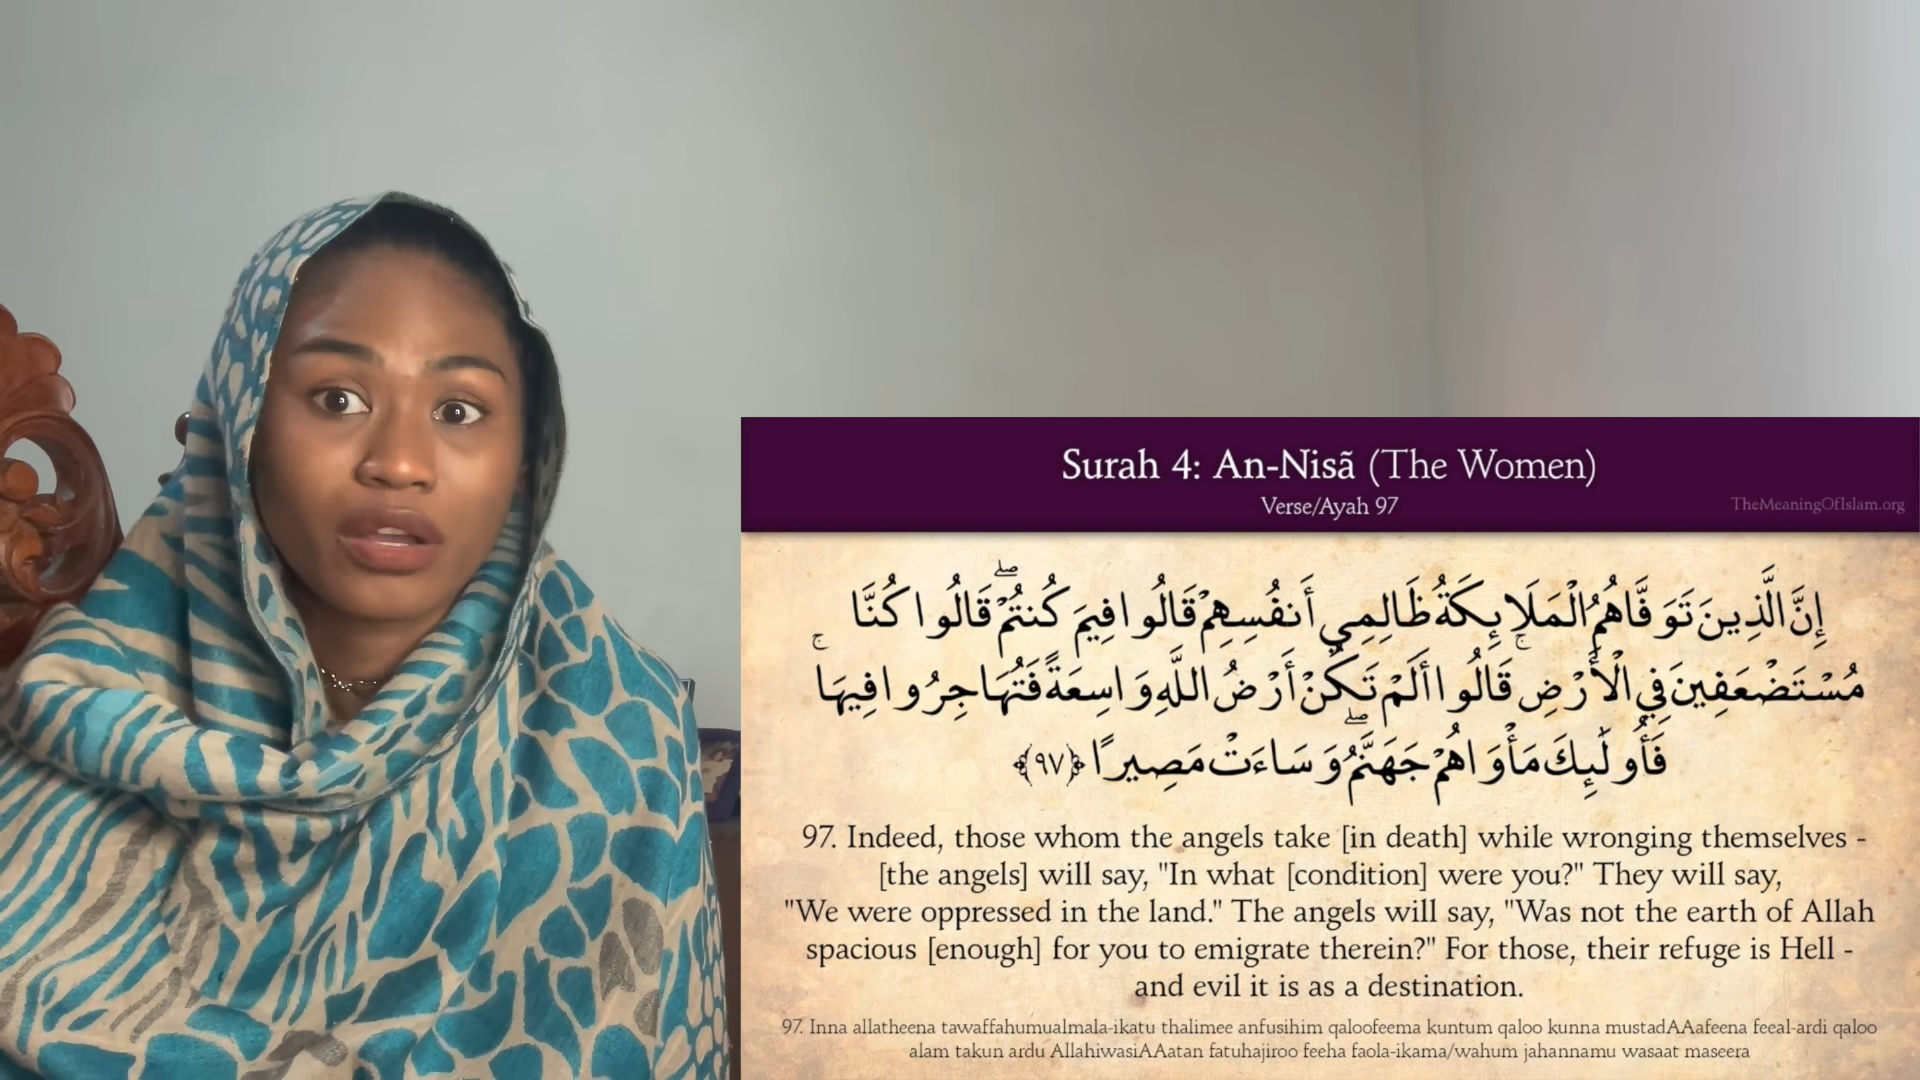 Surah 4: An-Nisã (The Women)
Verse/Ayah 97
TheMeaningOfIslam.org
إِنَّ الَّذِينَ تَوَفَّاهُمُ الْمَلَائِكَةُ ظَالِمِي أَنفُسِهِمْ قَالُوا فِيمَ كُنتُمْ ۖ قَالُوا كُنَّا
مُسْتَضْعَفِينَ فِي الْأَرْضِ ۚ قَالُوا أَلَمْ تَكُنْ أَرْضُ اللَّهِ وَاسِعَةً فَتُهَاجِرُوا فِيهَا ۚ
فَأُولَٰئِكَ مَأْوَاهُمْ جَهَنَّمُ ۖ وَسَاءَتْ مَصِيرًا ﴿٩٧﴾
97. Indeed, those whom the angels take [in death] while wronging themselves -
[the angels] will say, "In what [condition] were you?" They will say,
"We were oppressed in the land." The angels will say, "Was not the earth of Allah
spacious [enough] for you to emigrate therein?" For those, their refuge is Hell -
and evil it is as a destination.
97. Inna allatheena tawaffahumualmala-ikatu thalimee anfusihim qaloofeema kuntum qaloo kunna mustadAAafeena feeal-ardi qaloo
alam takun ardu AllahiwasiAAatan fatuhajiroo feeha faola-ikama/wahum jahannamu wasaat maseera